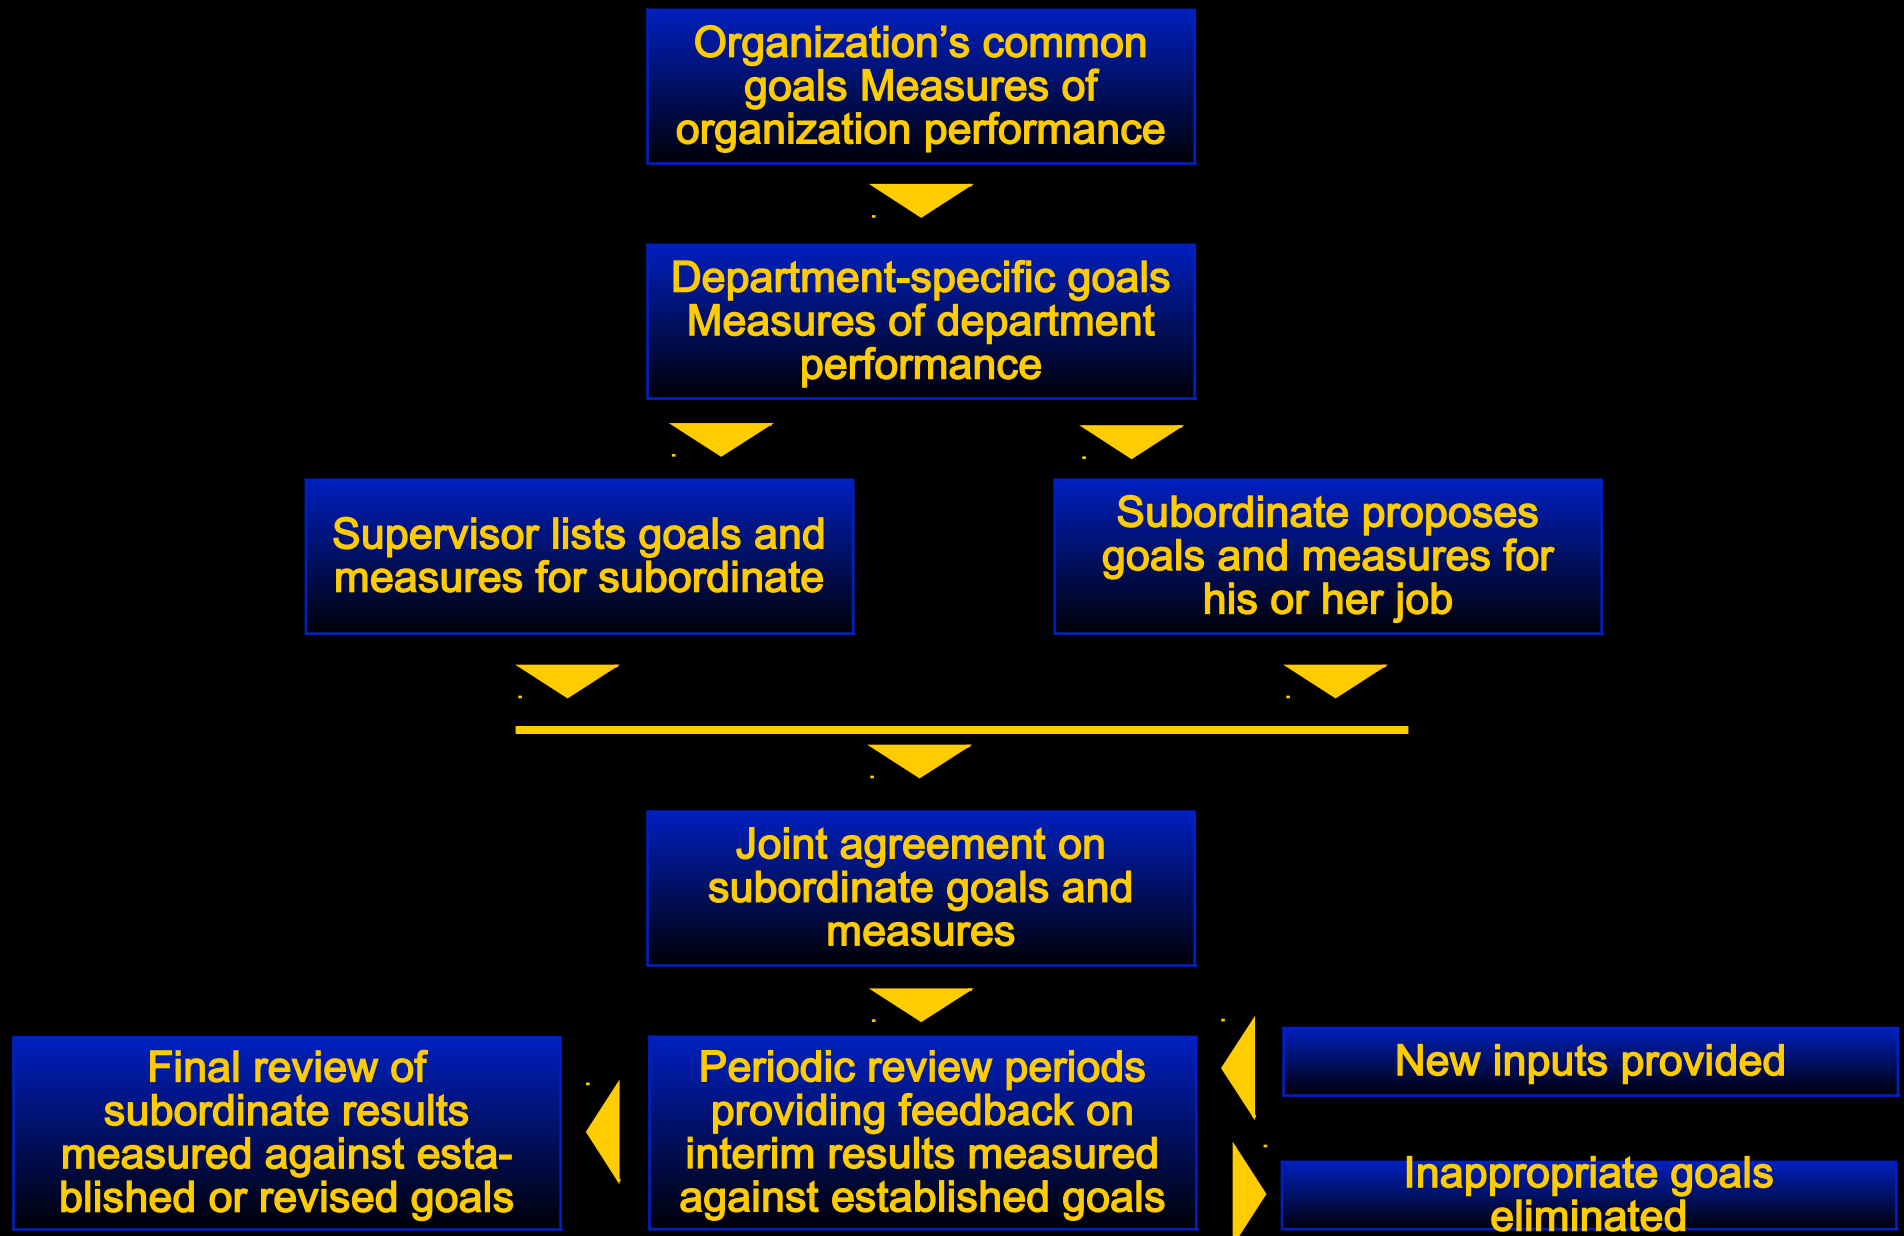 Organization’s common
goals Measures of
organization performance
Department-specific goals
Measures of department
performance
Supervisor lists goals and
measures for subordinate
Subordinate proposes
goals and measures for
his or her job
Joint agreement on
subordinate goals and
measures
Final review of
subordinate results
measured against esta-
blished or revised goals
Periodic review periods
providing feedback on
interim results measured
against established goals
New inputs provided
Inappropriate goals
eliminated